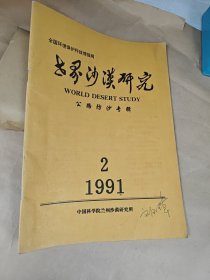 全国环境保护科技情报网
世界沙漠研究
WORLD DESERT STUDY
公路防沙专辑
2
1991
中国科学院兰州沙漠研究所